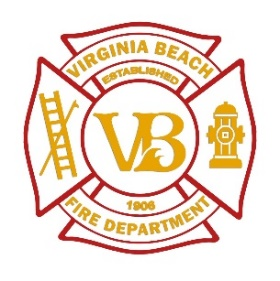 VIRGINIA BEACH
ESTABLISHED
VB
1906
FIRE DEPARTMENT